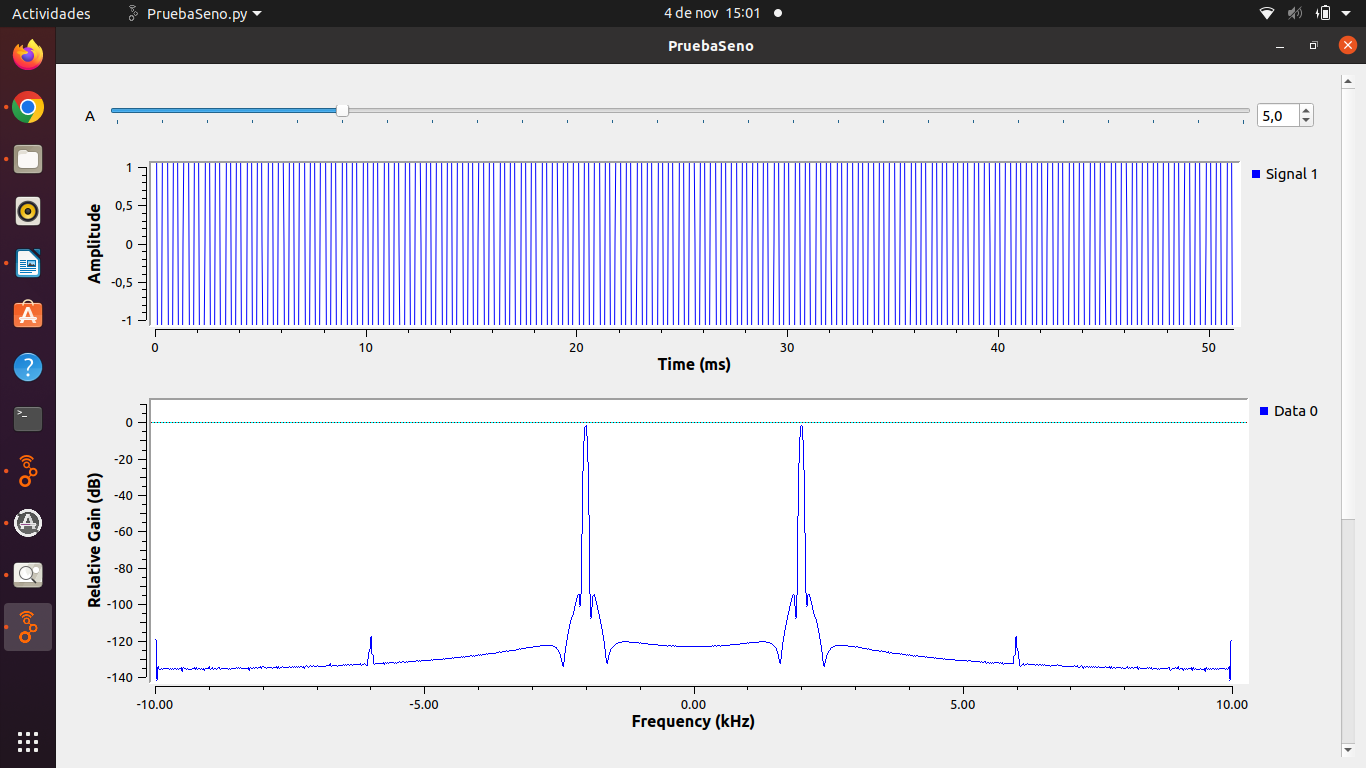 Actividades PruebaSeno.py 4 de nov 15:01
PruebaSeno
A 5,0
1
0,5
0
-0,5
-1
Amplitude
Signal 1
0 10 20 30 40 50
Time (ms)
0
-20
-40
-60
-80
-100
-120
-140
Relative Gain (dB)
Data 0
-10.00 -5.00 0.00 5.00 10.00
Frequency (kHz)